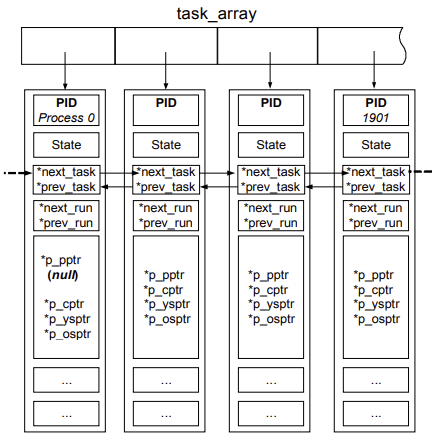 task_array
PID
Process 0
State
*next_task
*prev_task
*next_run
*prev_run
*p_pptr
(null)
*p_cptr
*p_ysptr
*p_osptr
...
...
PID
State
*next_task
*prev_task
*next_run
*prev_run
*p_pptr
*p_cptr
*p_ysptr
*p_osptr
...
...
PID
State
*next_task
*prev_task
*next_run
*prev_run
*p_pptr
*p_cptr
*p_ysptr
*p_osptr
...
...
PID
1901
State
*next_task
*prev_task
*next_run
*prev_run
*p_pptr
*p_cptr
*p_ysptr
*p_osptr
...
...